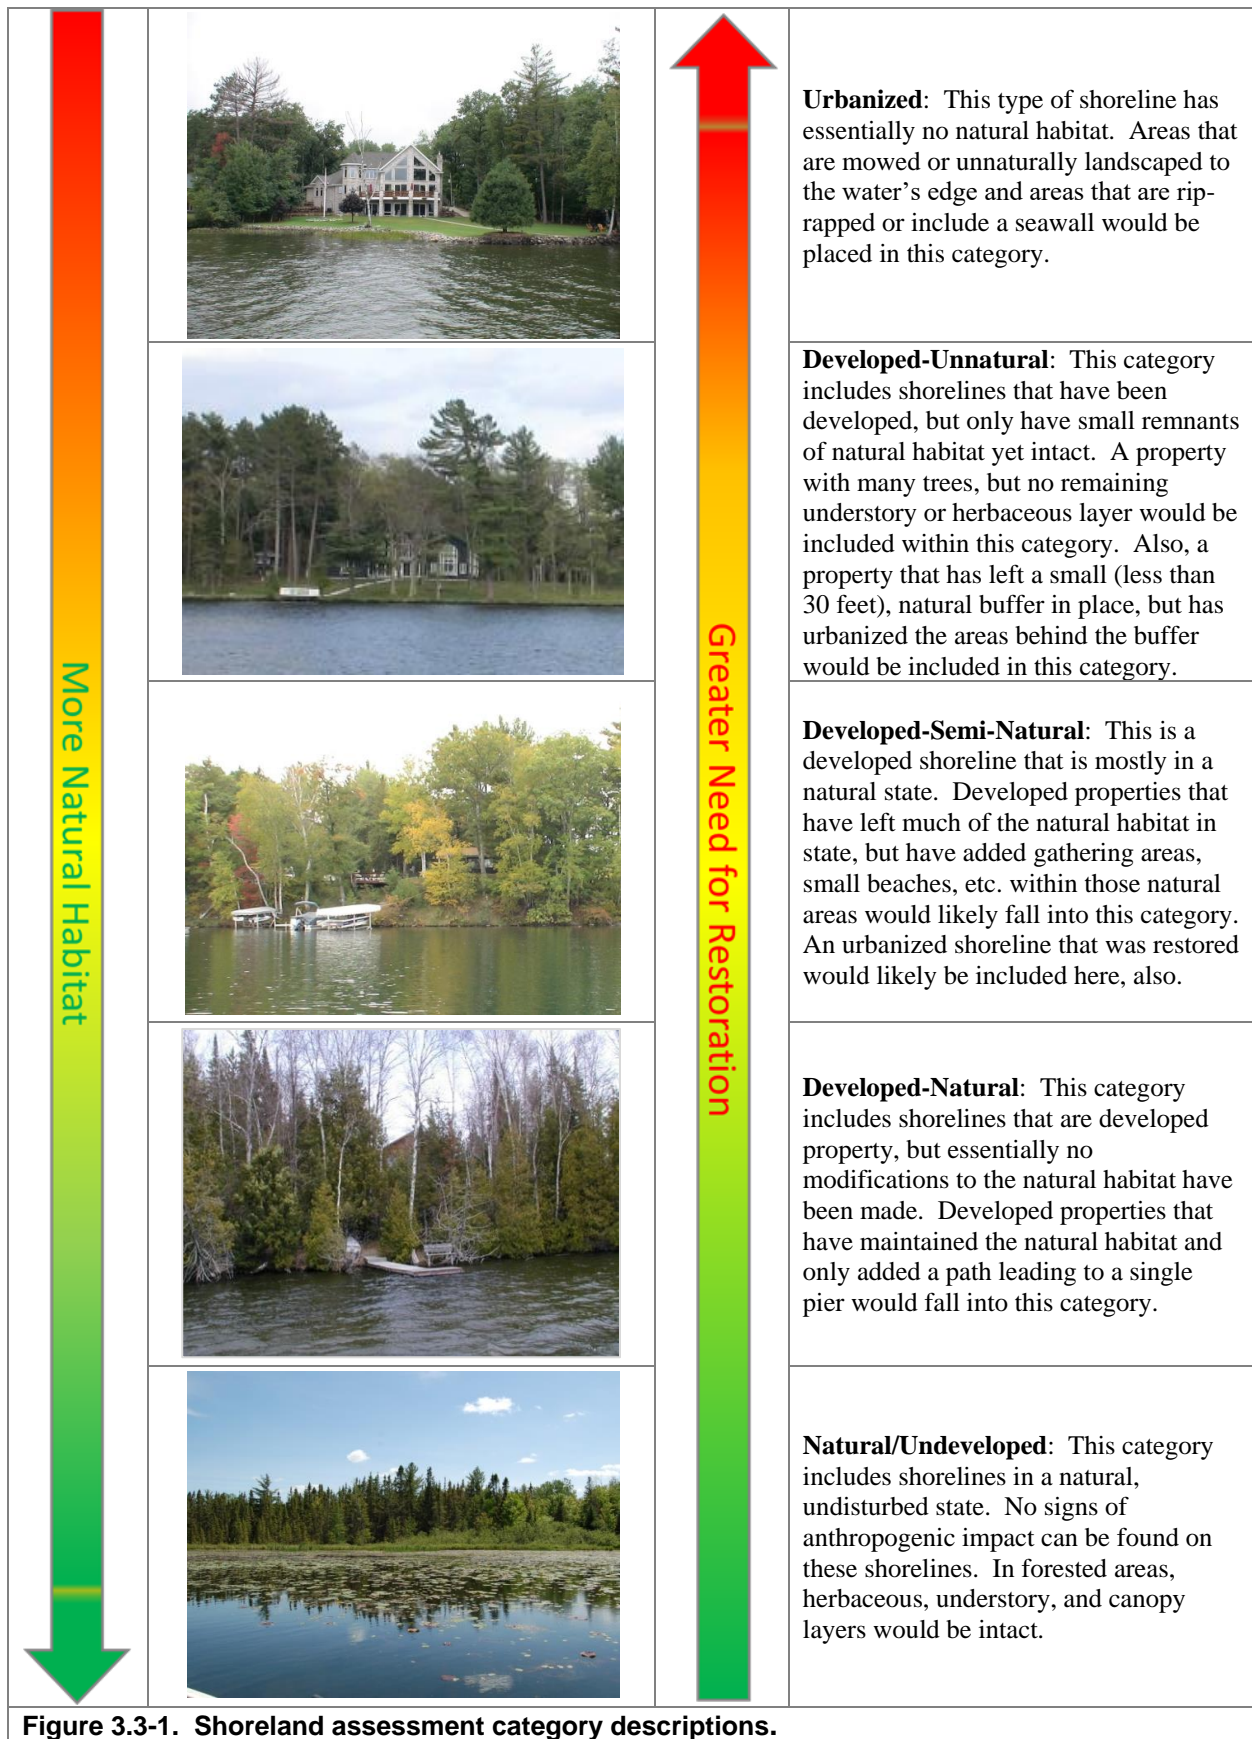 More Natural Habitat
Greater Need for Restoration
Urbanized: This type of shoreline has
essentially no natural habitat. Areas that
are mowed or unnaturally landscaped to
the water's edge and areas that are rip-
rapped or include a seawall would be
placed in this category.
Developed-Unnatural: This category
includes shorelines that have been
developed, but only have small remnants
of natural habitat yet intact. A property
with many trees, but no remaining
understory or herbaceous layer would be
included within this category. Also, a
property that has left a small (less than
30 feet), natural buffer in place, but has
urbanized the areas behind the buffer
would be included in this category.
Developed-Semi-Natural: This is a
developed shoreline that is mostly in a
natural state. Developed properties that
have left much of the natural habitat in
state, but have added gathering areas,
small beaches, etc. within those natural
areas would likely fall into this category.
An urbanized shoreline that was restored
would likely be included here, also.
Developed-Natural: This category
includes shorelines that are developed
property, but essentially no
modifications to the natural habitat have
been made. Developed properties that
have maintained the natural habitat and
only added a path leading to a single
pier would fall into this category.
Natural/Undeveloped: This category
includes shorelines in a natural,
undisturbed state. No signs of
anthropogenic impact can be found on
these shorelines. In forested areas,
herbaceous, understory, and canopy
layers would be intact.
Figure 3.3-1. Shoreland assessment category descriptions.